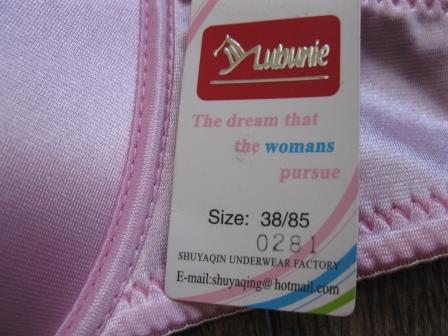 Lubunie
The dream that
the womans
pursue
Size: 38/85
0281
SHUYAQIN UNDERWEAR FACTORY
E-mail:shuyaqing@hotmail.com